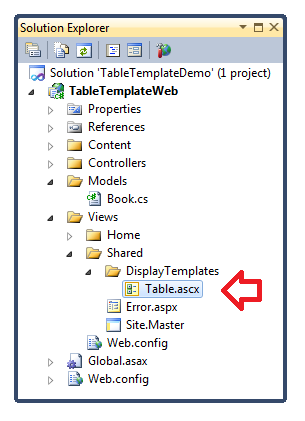 Solution Explorer
Solution 'TableTemplateDemo' (1 project)
TableTemplateWeb
Properties
References
Content
Controllers
Models
Book.cs
Views
Home
Shared
DisplayTemplates
Table.ascx
Error.aspx
Site.Master
Web.config
Global.asax
Web.config